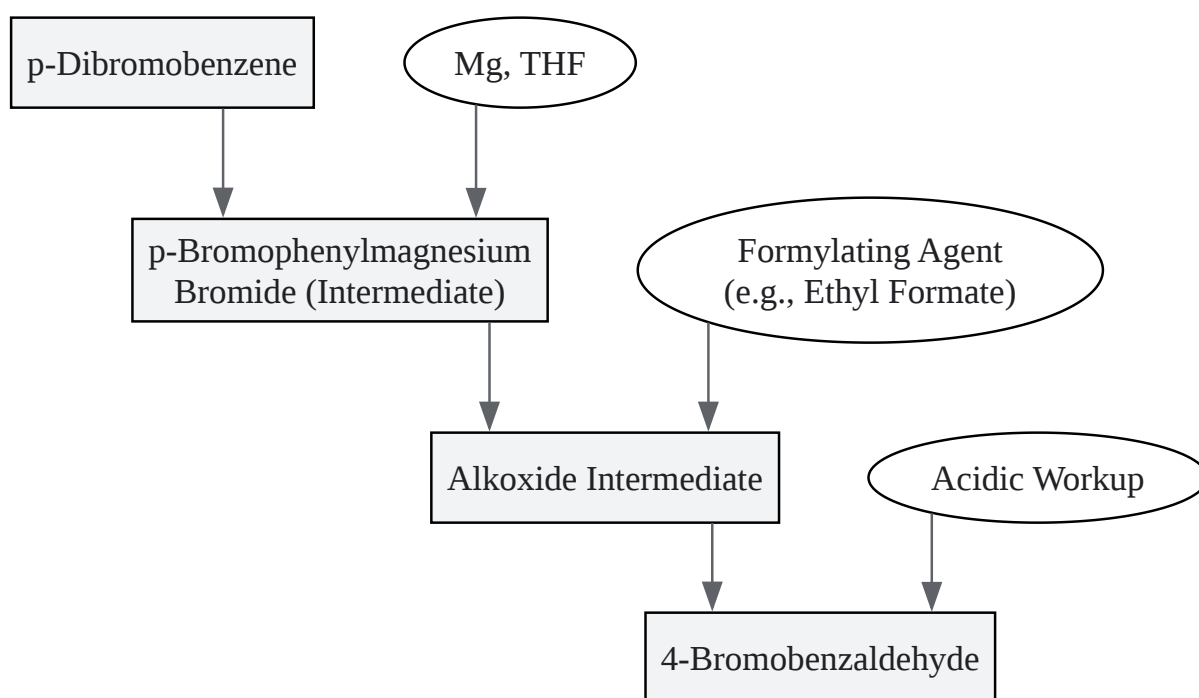 p-Dibromobenzene
Mg, THF
p-Bromophenylmagnesium
Bromide (Intermediate)
Formylating Agent
(e.g., Ethyl Formate)
Alkoxide Intermediate
Acidic Workup
4-Bromobenzaldehyde